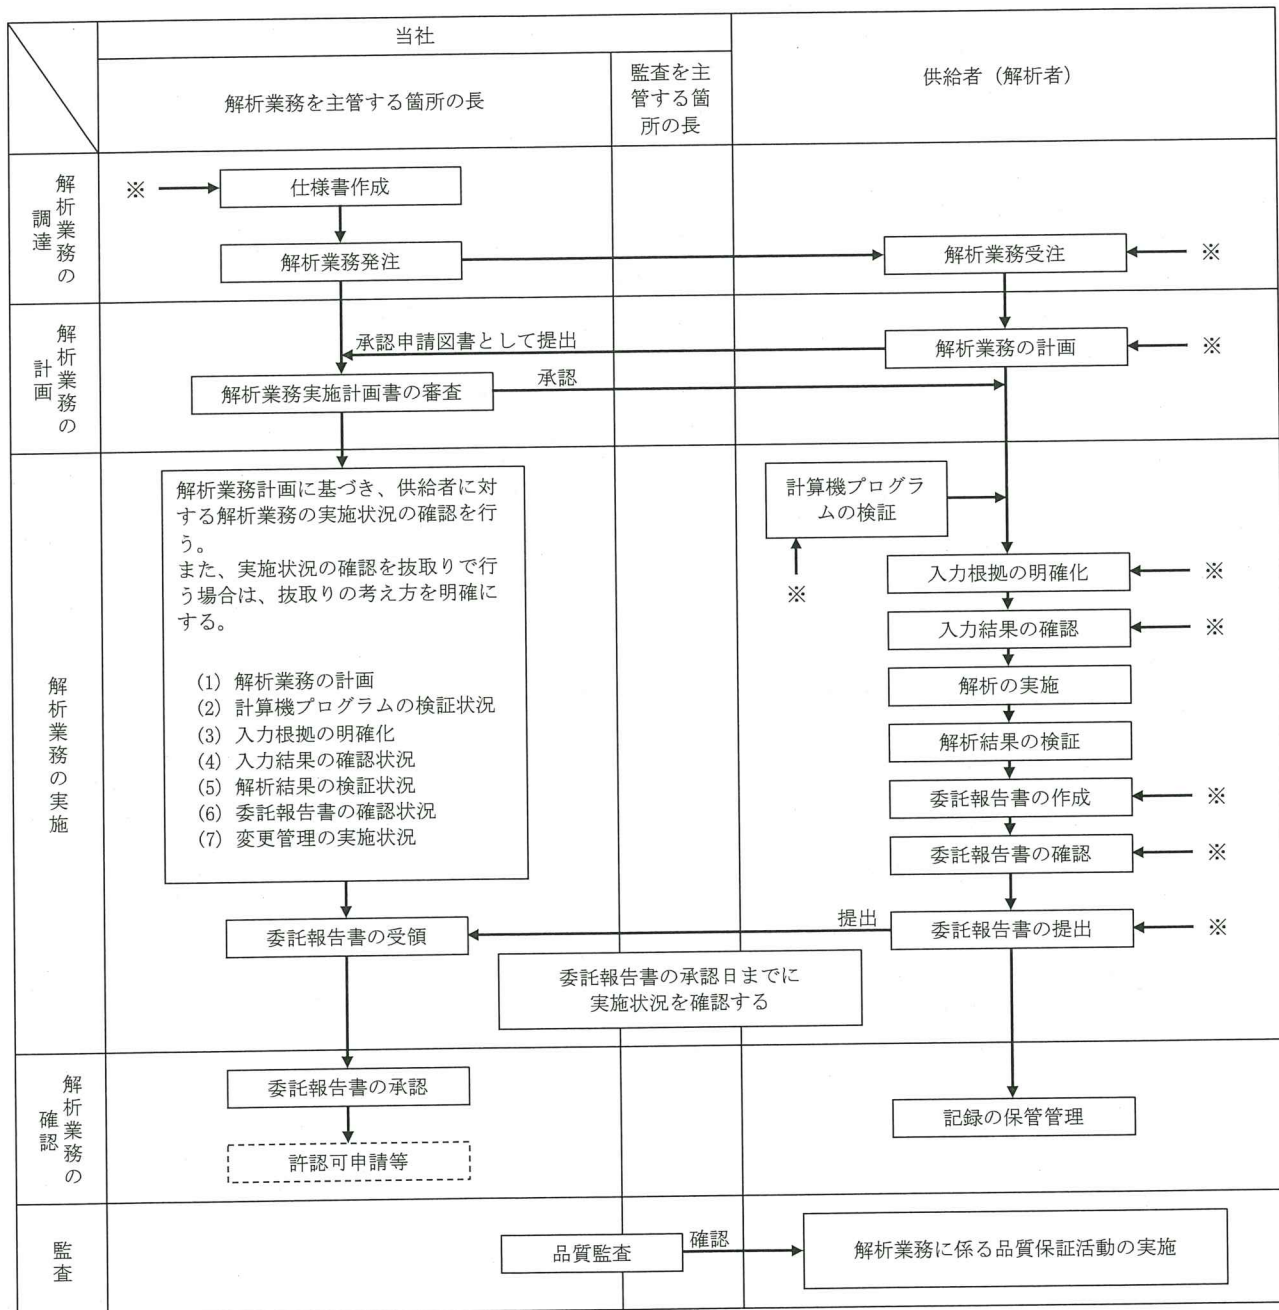 当社
供給者（解析者）
解析業務を主管する箇所の長
監査を主
管する箇
所の長
解析業務の
調達
※
仕様書作成
解析業務発注
解析業務受注
※
解析業務の
計画
承認申請図書として提出
解析業務の計画
※
解析業務実施計画書の審査
承認
解析業務の実施
解析業務計画に基づき、供給者に対
する解析業務の実施状況の確認を行
う。
また、実施状況の確認を抜取りで行
う場合は、抜取りの考え方を明確に
する。
(1) 解析業務の計画
(2) 計算機プログラムの検証状況
(3) 入力根拠の明確化
(4) 入力結果の確認状況
(5) 解析結果の検証状況
(6) 委託報告書の確認状況
(7) 変更管理の実施状況
計算機プログラ
ムの検証
※
入力根拠の明確化
※
入力結果の確認
※
解析の実施
解析結果の検証
委託報告書の作成
※
委託報告書の確認
※
委託報告書の受領
提出
委託報告書の提出
※
委託報告書の承認日までに
実施状況を確認する
解析業務の
確認
委託報告書の承認
記録の保管管理
許認可申請等
監査
品質監査
確認
解析業務に係る品質保証活動の実施